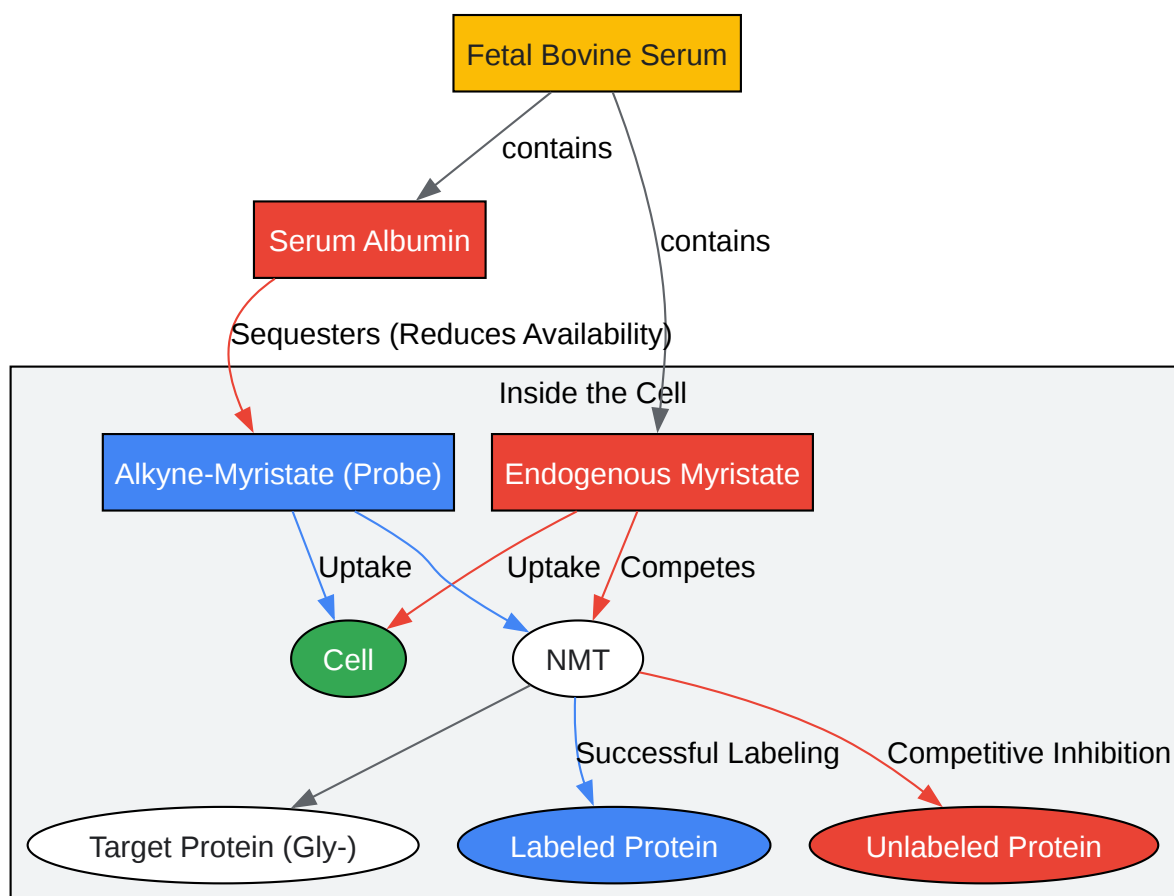 Fetal Bovine Serum
contains
Serum Albumin
contains
Sequesters (Reduces Availability)
Inside the Cell
Alkyne-Myristate (Probe)
Endogenous Myristate
Uptake
Uptake
Competes
Cell
NMT
Successful Labeling
Competitive Inhibition
Target Protein (Gly-)
Labeled Protein
Unlabeled Protein